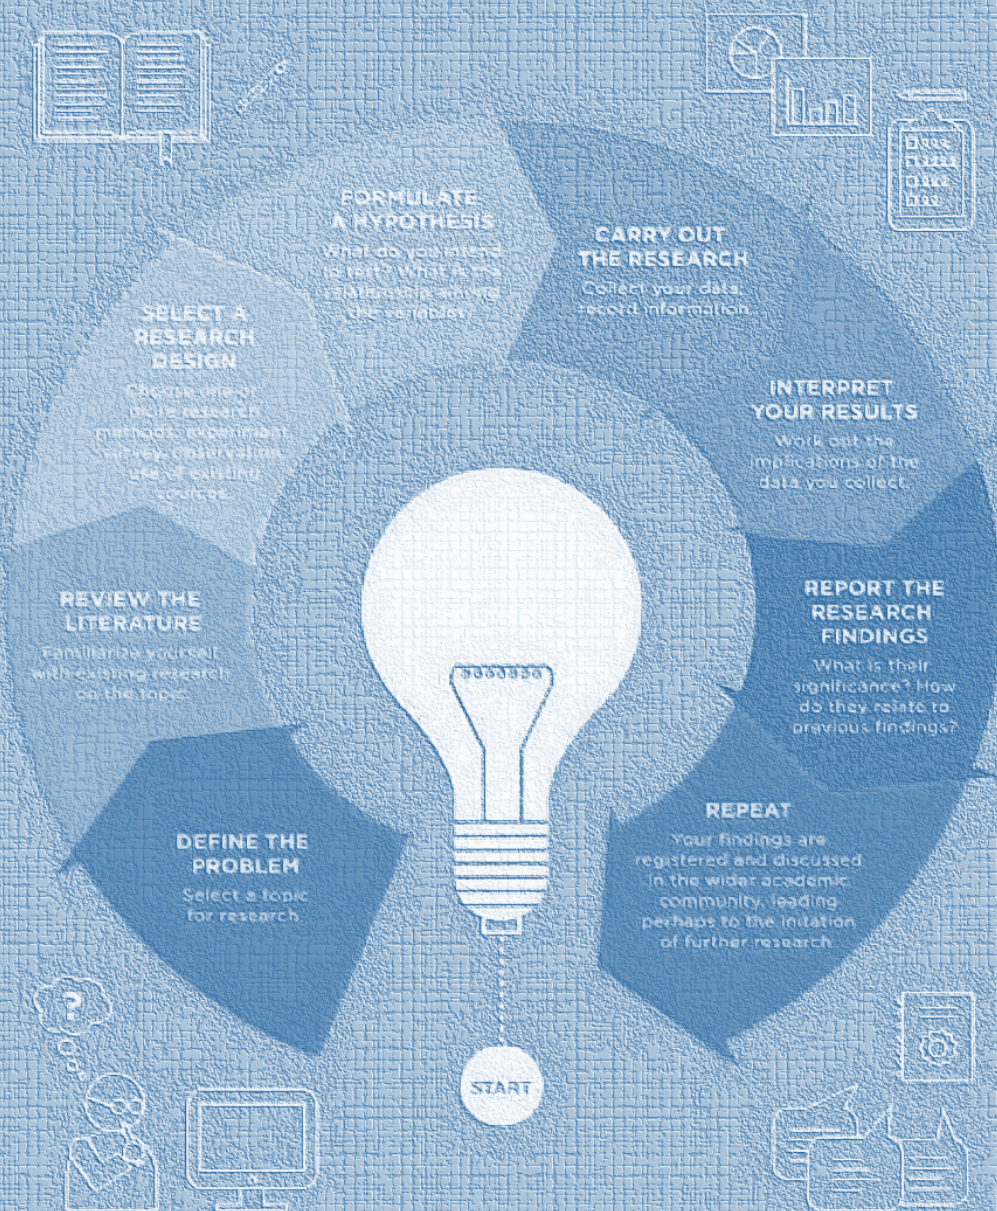 START
DEFINE THE
PROBLEM
Select a topic
for research
REVIEW THE
LITERATURE
Familiarize yourself
with existing research
on the topic.
SELECT A
RESEARCH
DESIGN
Choose one or
more research
methods: experiment,
survey, observation,
use of existing
sources.
FORMULATE
A HYPOTHESIS
What do you intend
to test? What is the
relationship among
the variables?
CARRY OUT
THE RESEARCH
Collect your data,
record information.
INTERPRET
YOUR RESULTS
Work out the
implications of the
data you collect.
REPORT THE
RESEARCH
FINDINGS
What is their
significance? How
do they relate to
previous findings?
REPEAT
Your findings are
registered and discussed
in the wider academic
community, leading
perhaps to the initation
of further research.
?